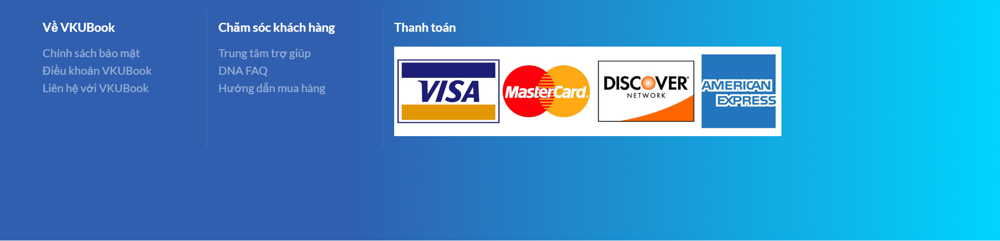 Về VKUBook
Chính sách bảo mật
Điều khoản VKUBook
Liên hệ với VKUBook
Chăm sóc khách hàng
Trung tâm trợ giúp
DNA FAQ
Hướng dẫn mua hàng
Thanh toán
VISA
MasterCard
DISCOVER
NETWORK
AMERICAN
EXPRESS